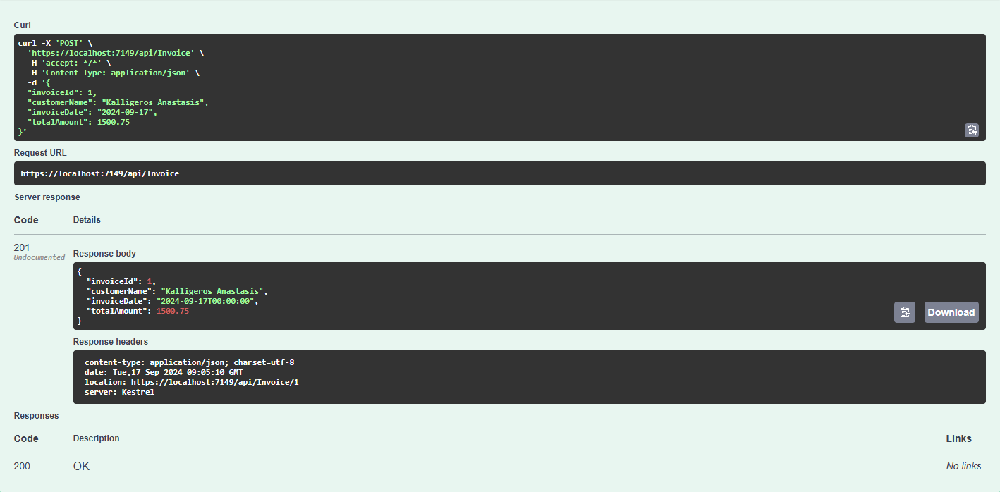 Curl
curl -X 'POST' \
  'https://localhost:7149/api/Invoice' \
  -H 'accept: */*' \
  -H 'Content-Type: application/json' \
  -d '{
  "invoiceId": 1,
  "customerName": "Kalligeros Anastasis",
  "invoiceDate": "2024-09-17",
  "totalAmount": 1500.75
}'
Request URL
https://localhost:7149/api/Invoice
Server response
Code Details
201
Undocumented
Response body
{
  "invoiceId": 1,
  "customerName": "Kalligeros Anastasis",
  "invoiceDate": "2024-09-17T00:00:00",
  "totalAmount": 1500.75
}
Download
Response headers
content-type: application/json; charset=utf-8
date: Tue,17 Sep 2024 09:05:10 GMT
location: https://localhost:7149/api/Invoice/1
server: Kestrel
Responses
Code Description Links
200 OK No links